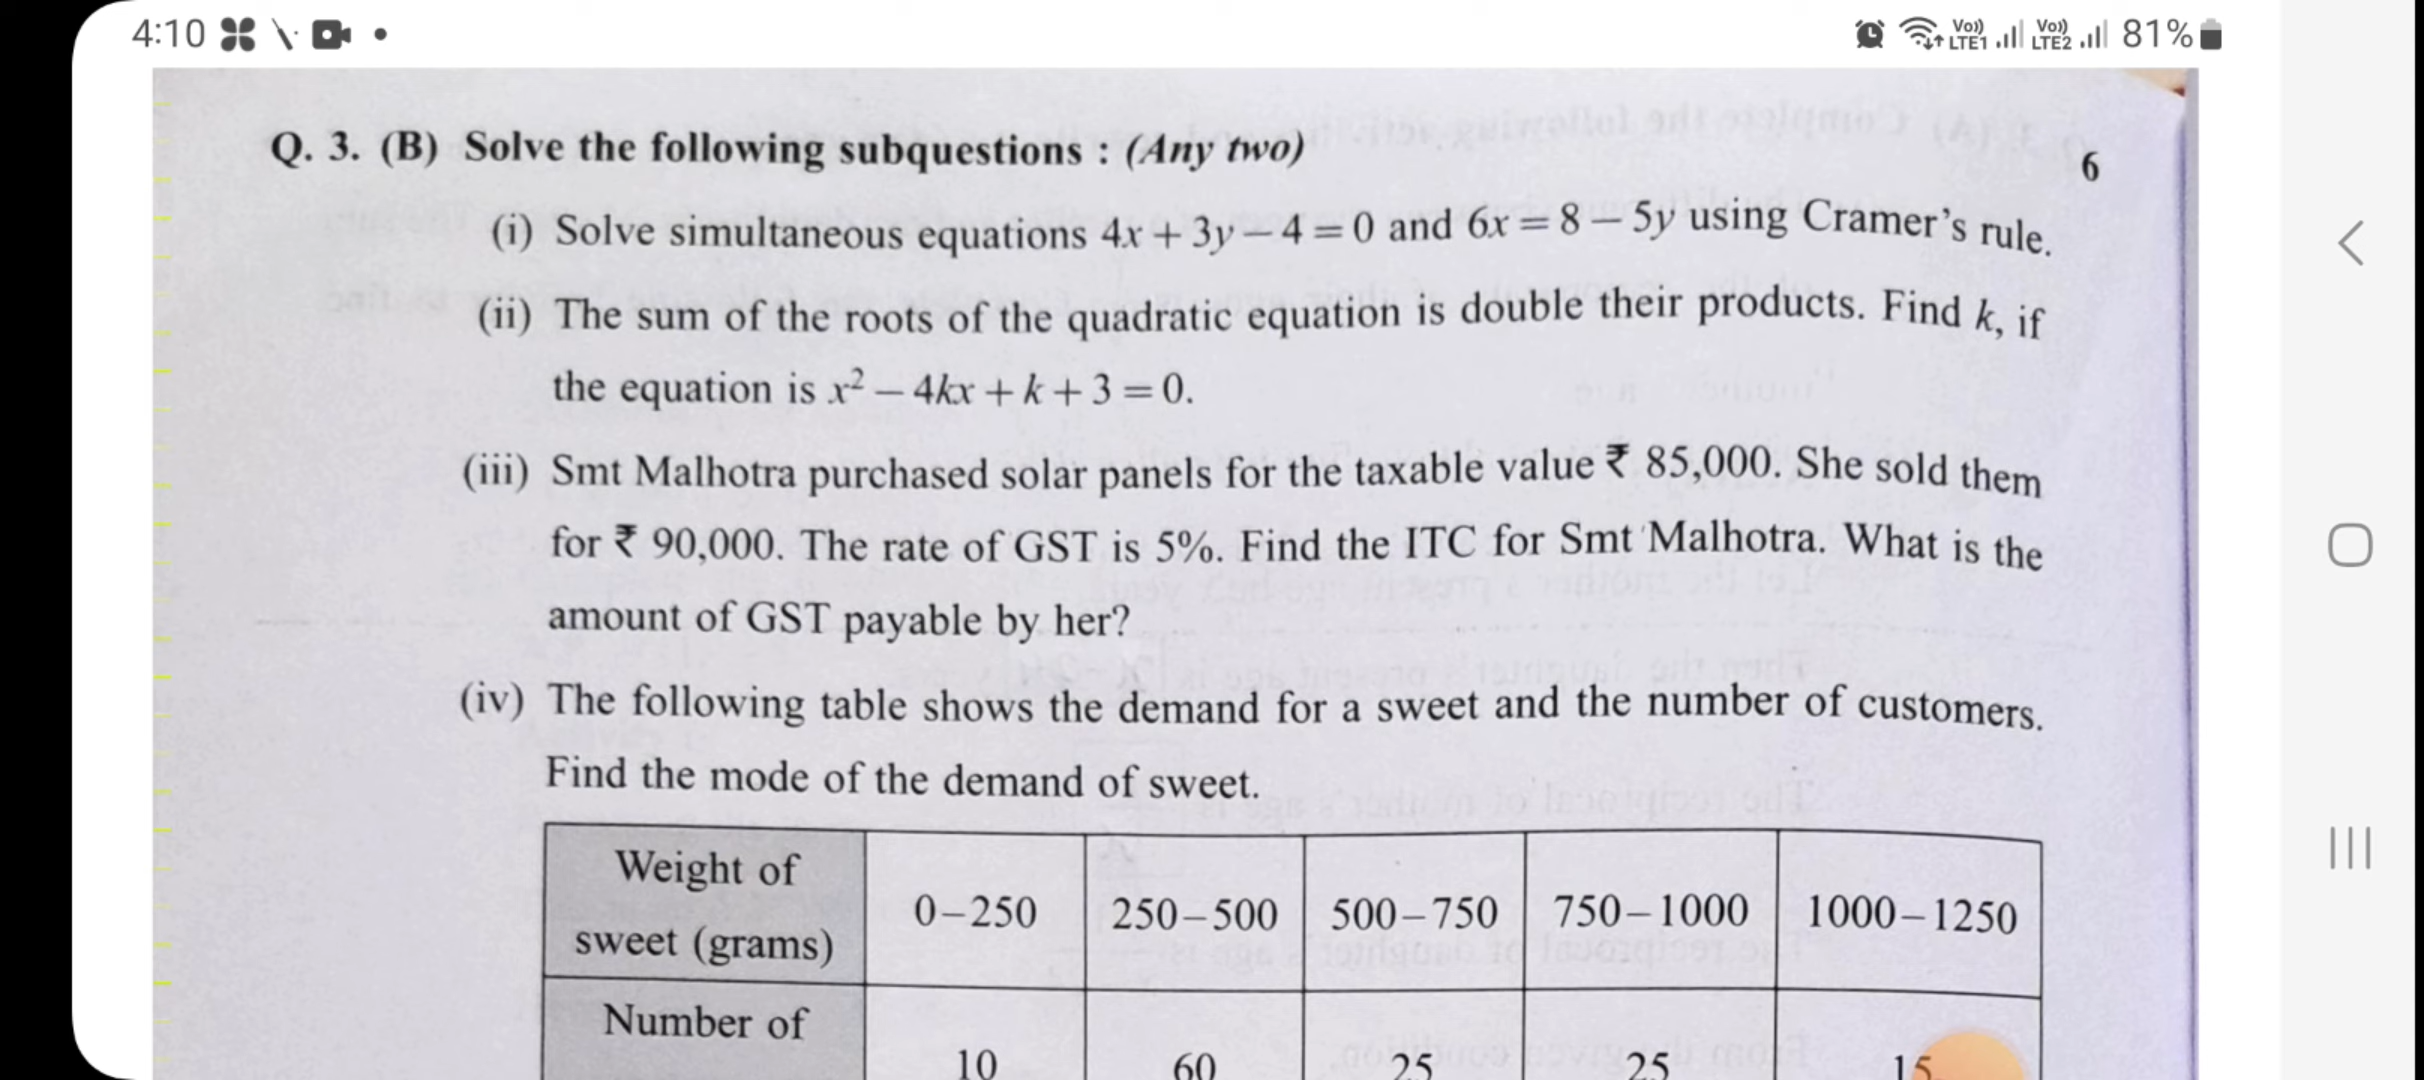 4:10
Vo)) LTE1 Vo)) LTE2 81%
Q. 3. (B) Solve the following subquestions : (Any two) 6
(i) Solve simultaneous equations 4x + 3y – 4 = 0 and 6x = 8 – 5y using Cramer's rule.
(ii) The sum of the roots of the quadratic equation is double their products. Find k, if
the equation is x² – 4kx + k + 3 = 0.
(iii) Smt Malhotra purchased solar panels for the taxable value ₹ 85,000. She sold them
for ₹ 90,000. The rate of GST is 5%. Find the ITC for Smt Malhotra. What is the
amount of GST payable by her?
(iv) The following table shows the demand for a sweet and the number of customers.
Find the mode of the demand of sweet.
Weight of
sweet (grams) 0–250 250–500 500–750 750–1000 1000–1250
Number of
10 60 25 25 15